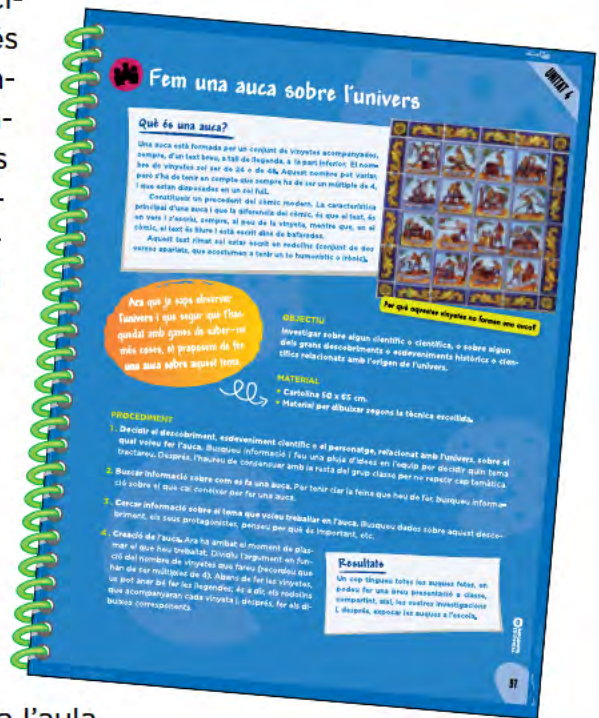 és
s
UNITAT 4
Fem una auca sobre l'univers
Què és una auca?
Una auca està formada per un conjunt de vinyetes acompanyades,
sempre, d'un text breu, a tall de llegenda, a la part inferior. El nom-
bre de vinyetes sol ser de 24 o de 48. Aquest nombre pot variar,
però s'ha de tenir en compte que sempre ha de ser un múltiple de 4,
i que estan disposades en un sol full.
Constitueix un precedent del còmic modern. La característica
principal d'una auca i que la diferencia del còmic, és que el text, és
en vers i s'escriu, sempre, al peu de la vinyeta, mentre que, en el
còmic, el text és lliure i està escrit dins de bafarades.
Aquest text rimat sol estar escrit en rodolins (conjunt de dos
versos apariats, que acostumen a tenir un to humorístic o irònic).
Per què aquestes vinyetes no formen una auca?
Ara que ja saps observar
l'univers i que segur que t'has
quedat amb ganes de saber-ne
més coses, et proposem de fer
una auca sobre aquest tema.
OBJECTIU
Investigar sobre algun científic o científica, o sobre algun
dels grans descobriments o esdeveniments històrics o cien-
tífics relacionats amb l'origen de l'univers.
MATERIAL
• Cartolina 50 x 65 cm.
• Material per dibuixar segons la tècnica escollida.
PROCEDIMENT
1. Decidir el descobriment, esdeveniment científic o el personatge, relacionat amb l'univers, sobre el
qual voleu fer l'auca. Busqueu informació i feu una pluja d'idees en l'equip per decidir quin tema
tractareu. Després, l'haureu de consensuar amb la resta del grup classe per no repetir cap temàtica.
2. Buscar informació sobre com es fa una auca. Per tenir clar la feina que heu de fer, busqueu informa-
ció sobre el que cal conèixer per fer una auca.
3. Cercar informació sobre el tema que voleu treballar en l'auca. Busqueu dades sobre aquest desco-
briment, els seus protagonistes, penseu per què és important, etc.
4. Creació de l'auca. Ara ha arribat el moment de plas-
mar el que heu treballat. Dividiu l'argument en fun-
ció del nombre de vinyetes que fareu (recordeu que
han de ser múltiples de 4). Abans de fer les vinyetes,
us pot anar bé fer les llegendes; és a dir, els rodolins
que acompanyaran cada vinyeta i, després, fer els di-
buixos corresponents.
Resultats
Un cop tingueu totes les auques fetes, en
podeu fer una breu presentació a classe,
compartint, així, les vostres investigacions
i, després, exposar les auques a l'escola.
37
l'aula